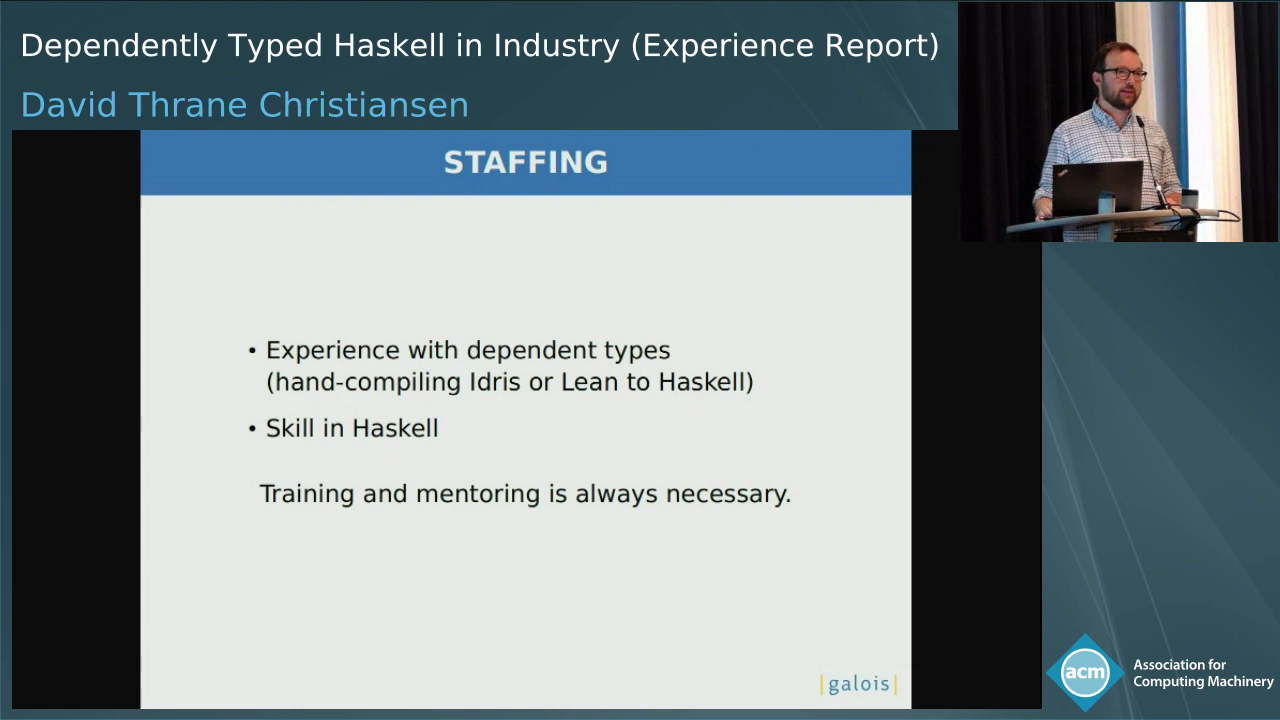 Dependently Typed Haskell in Industry (Experience Report)
David Thrane Christiansen
STAFFING
• Experience with dependent types
(hand-compiling Idris or Lean to Haskell)
• Skill in Haskell
Training and mentoring is always necessary.
|galois|
acm
Association for
Computing Machinery